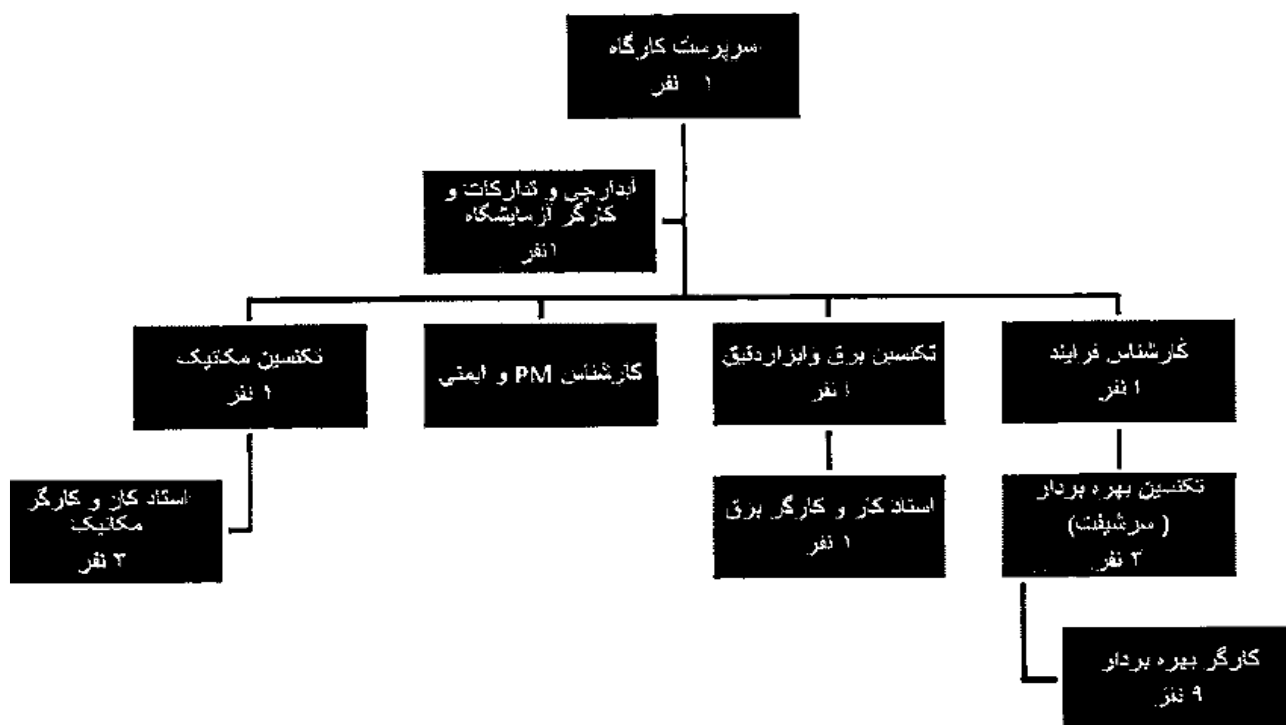 سرپرست کارگاه
۱ نفر
آبدارچی و تدارکات و
کارگر آزمایشگاه
۱ نفر
کارشناس فرایند
۱ نفر
تکنسین برق وابزاردقیق
۱ نفر
کارشناس PM و ایمنی
تکنسین مکانیک
۱ نفر
تکنسین بهره بردار
(سرشیفت)
۳ نفر
استاد کار و کارگر برق
۱ نفر
استاد کار و کارگر
مکانیک
نفر
کارگر بهره بردار
۹ نفر